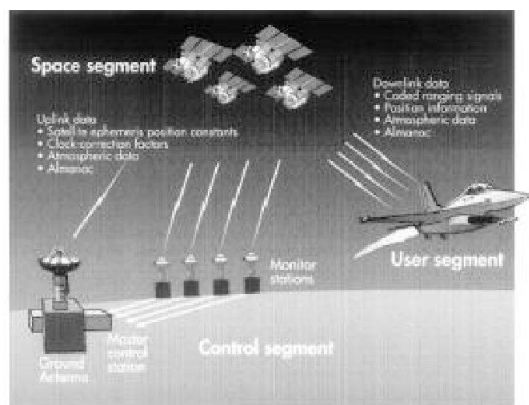 Space segment
Downlink data
• Coded ranging signals
• Position information
• Atmospheric data
• Almanac
Uplink data
• Satellite ephemeris position constants
• Clock-correction factors
• Atmospheric data
• Almanac
User segment
Monitor
stations
Control segment
Master
control
station
Ground
Antenna